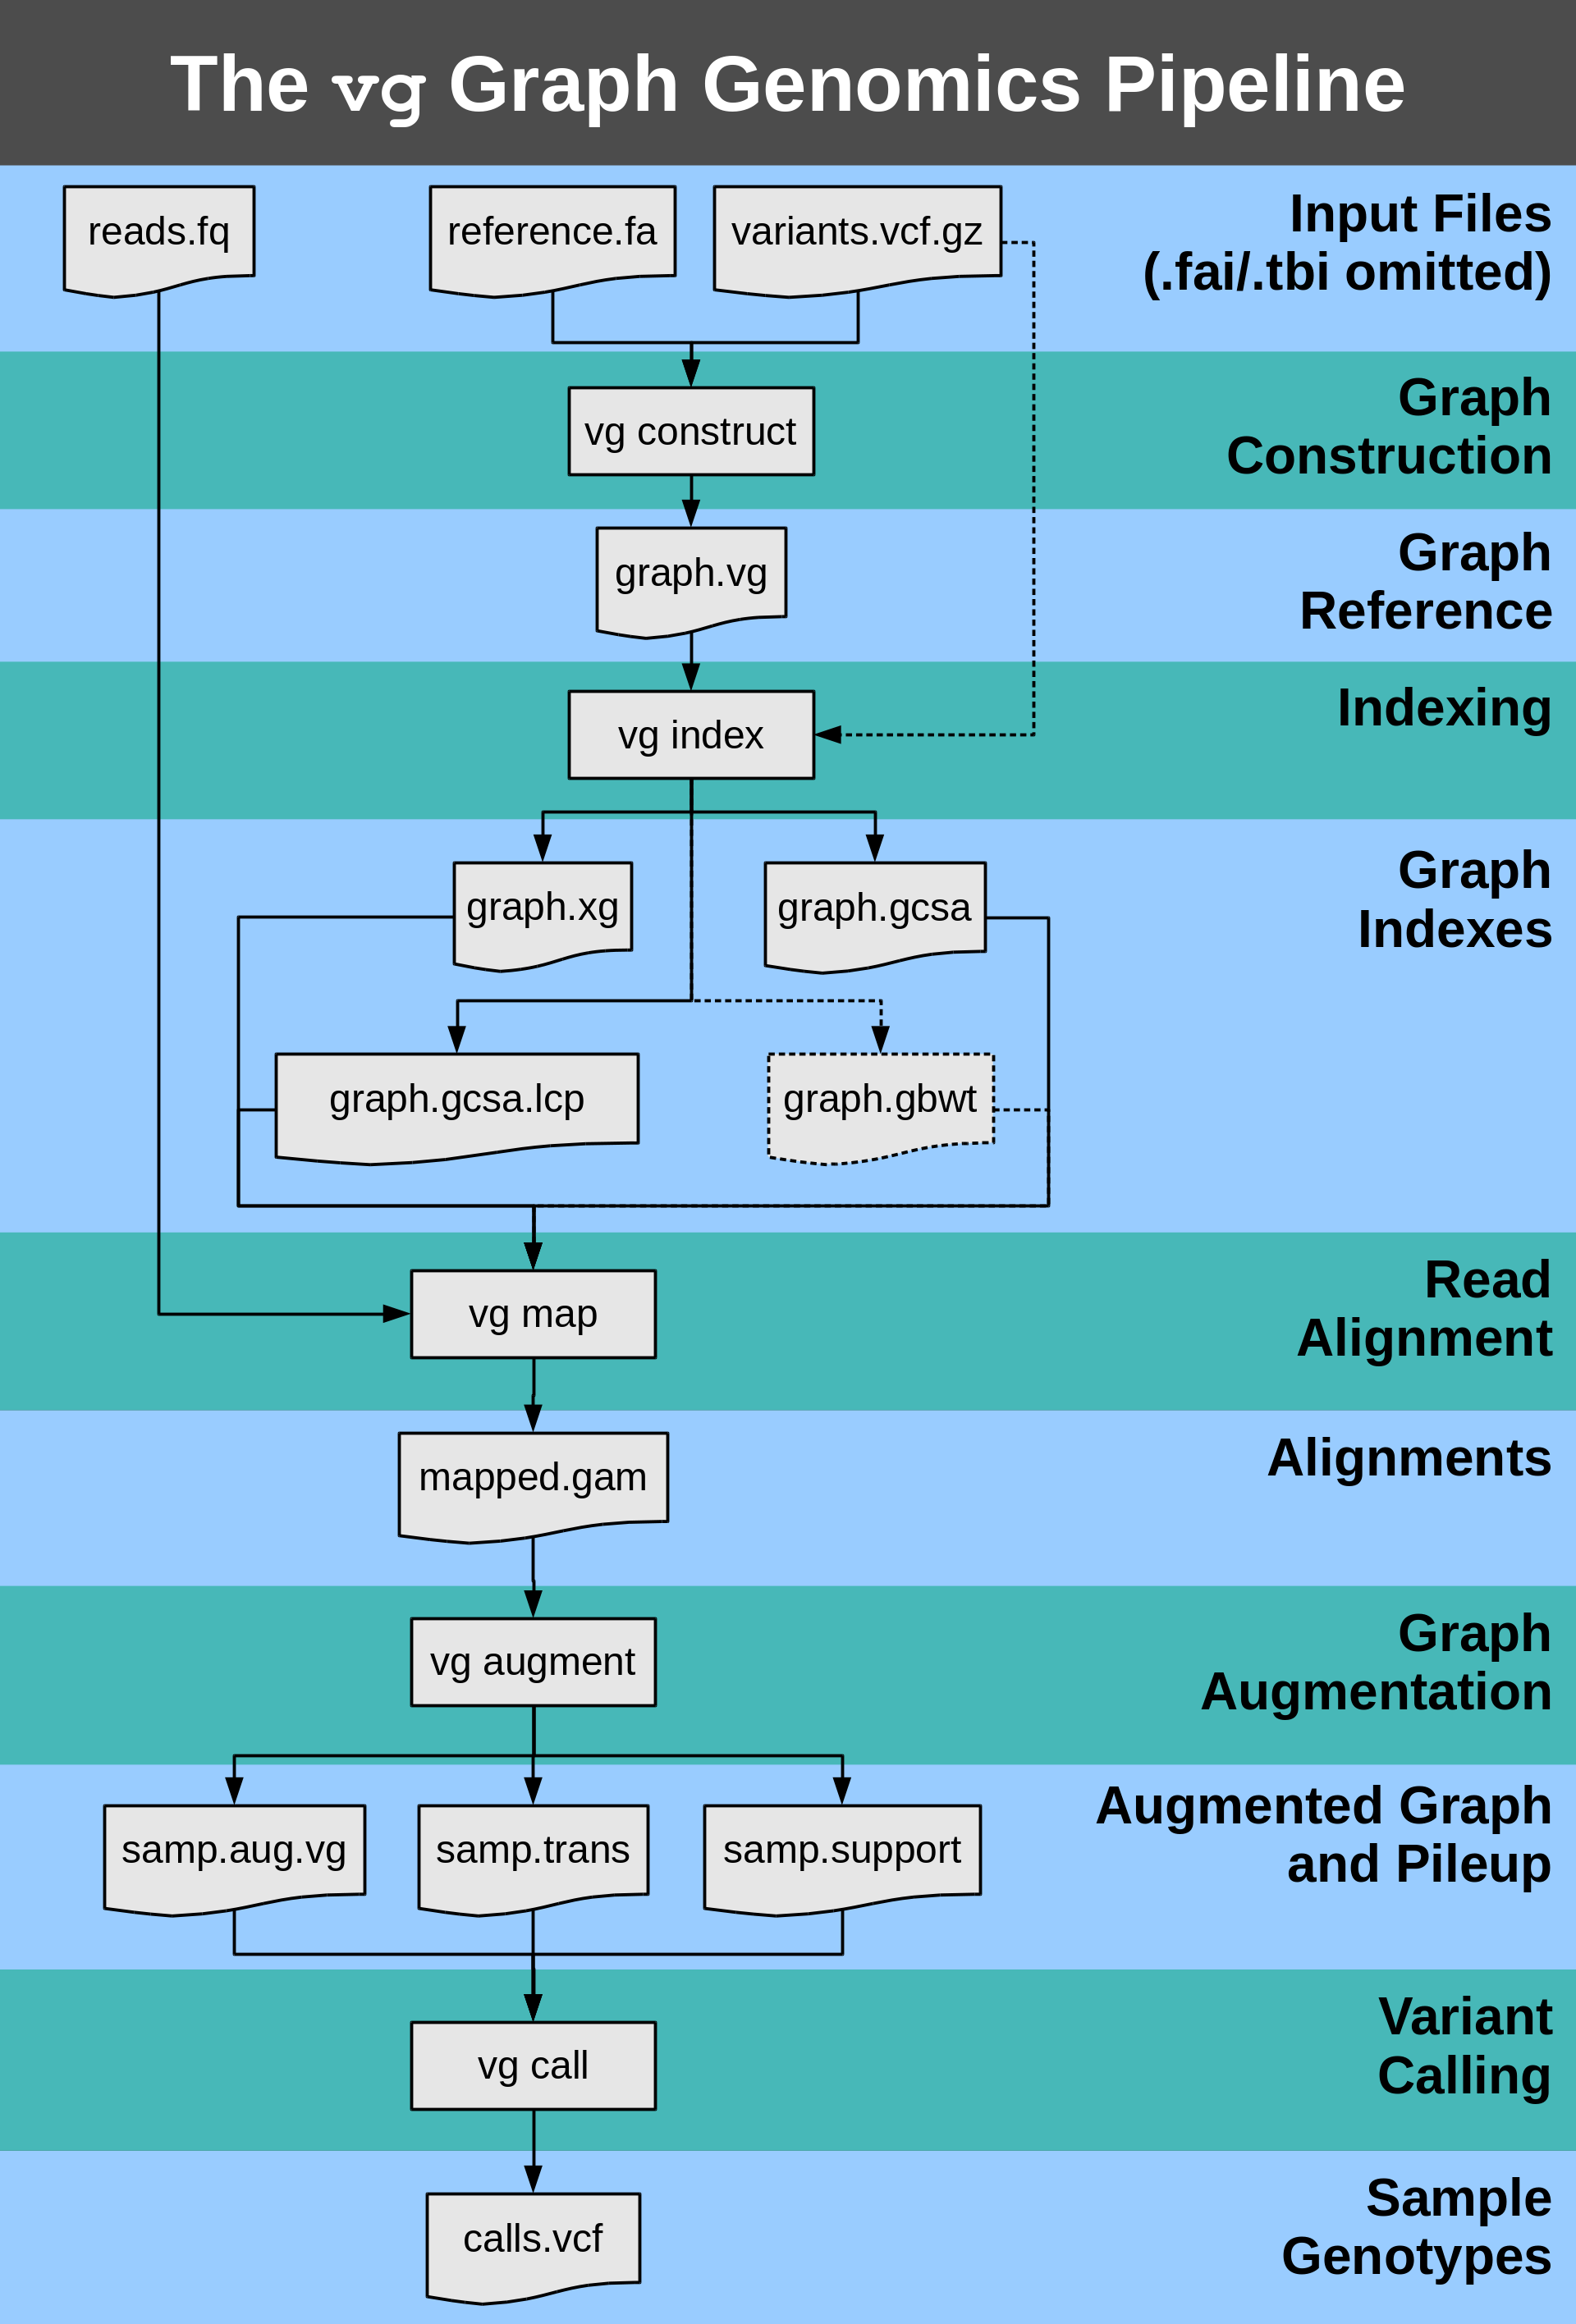 The vg Graph Genomics Pipeline
reads.fq
reference.fa
variants.vcf.gz
Input Files
(.fai/.tbi omitted)
vg construct
Graph
Construction
graph.vg
Graph
Reference
vg index
Indexing
graph.xg
graph.gcsa
Graph
Indexes
graph.gcsa.lcp
graph.gbwt
vg map
Read
Alignment
mapped.gam
Alignments
vg augment
Graph
Augmentation
samp.aug.vg
samp.trans
samp.support
Augmented Graph
and Pileup
vg call
Variant
Calling
calls.vcf
Sample
Genotypes